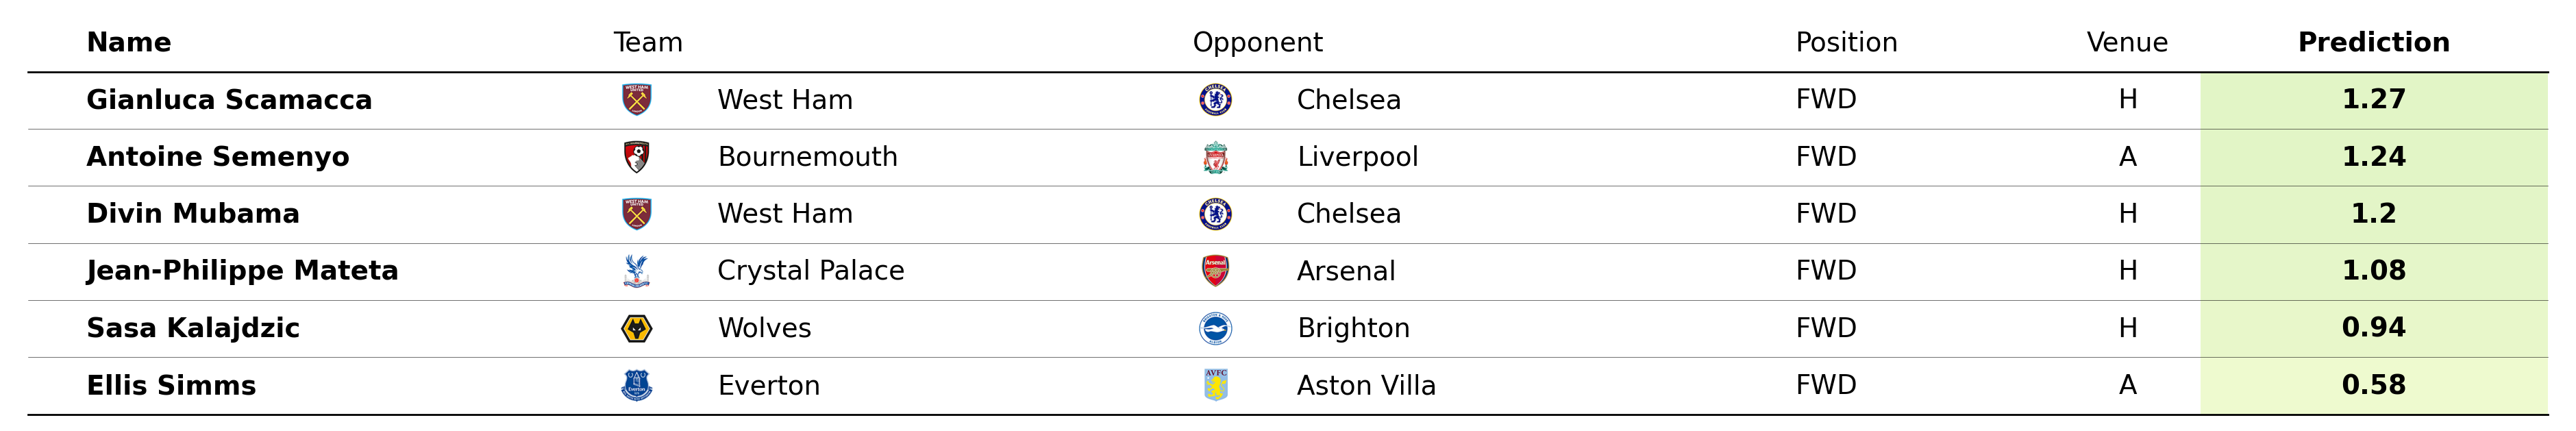 Name Team Opponent Position Venue Prediction
Gianluca Scamacca West Ham Chelsea FWD H 1.27
Antoine Semenyo Bournemouth Liverpool FWD A 1.24
Divin Mubama West Ham Chelsea FWD H 1.2
Jean-Philippe Mateta Crystal Palace Arsenal FWD H 1.08
Sasa Kalajdzic Wolves Brighton FWD H 0.94
Ellis Simms Everton Aston Villa FWD A 0.58